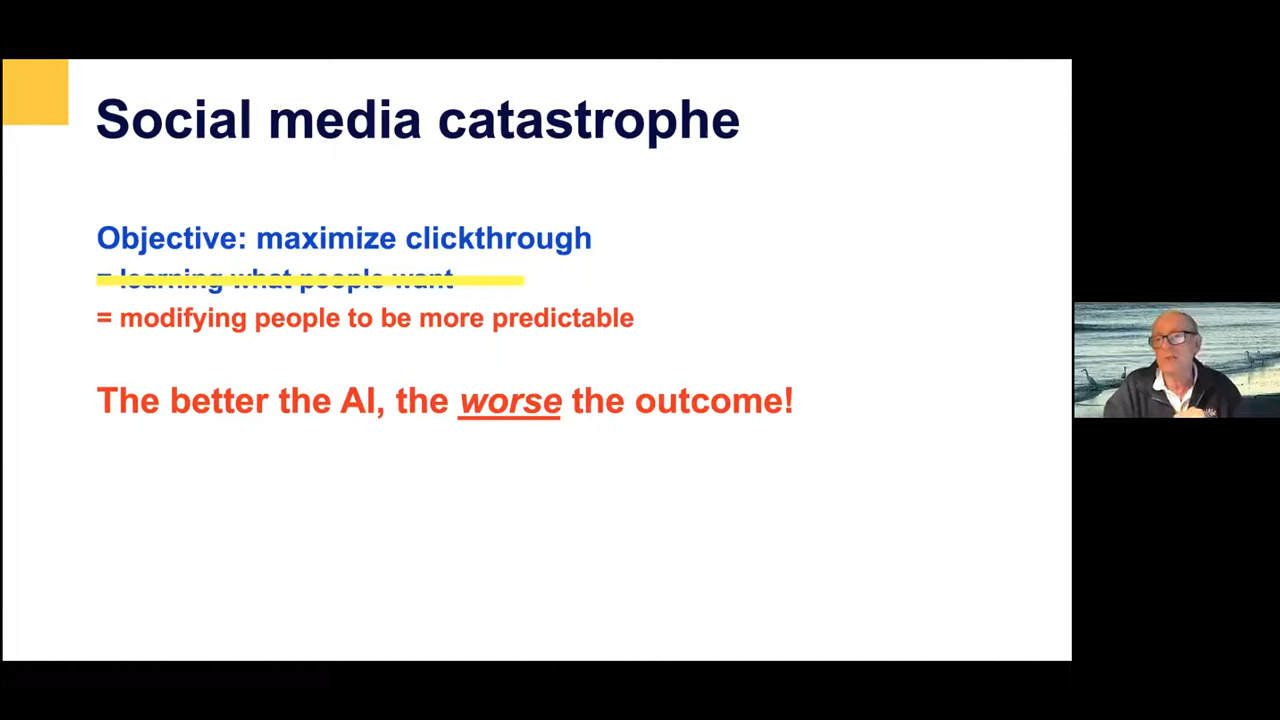 Social media catastrophe
Objective: maximize clickthrough
= learning what people want
= modifying people to be more predictable
The better the AI, the worse the outcome!